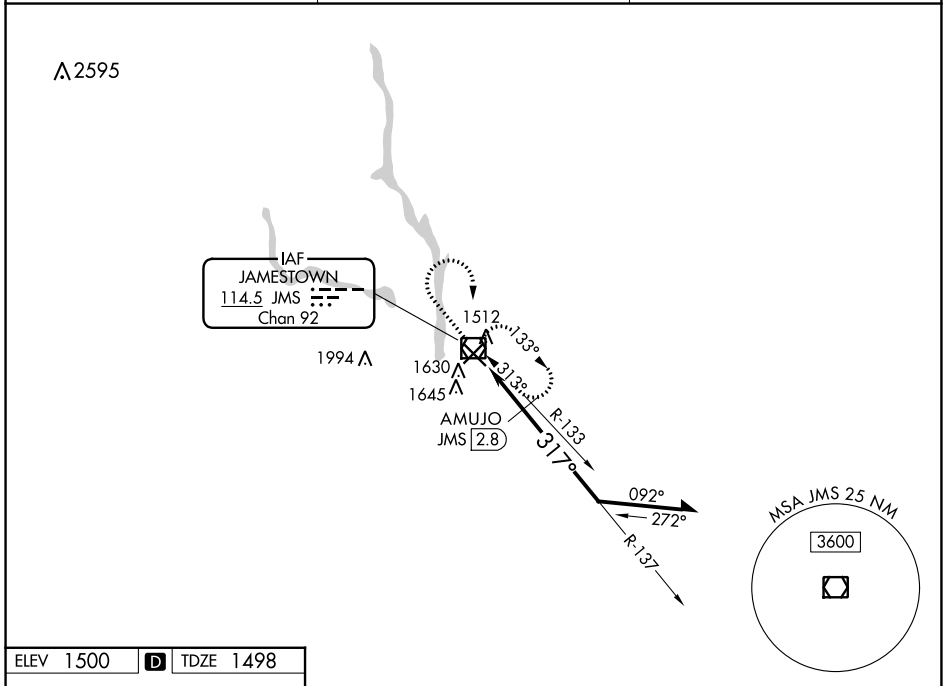 2595
IAF
JAMESTOWN
114.5 JMS
Chan 92
1512
133°
1994
1630
313°
1645
AMUJO
JMS 2.8
R-133
317°
092°
272°
R-137
MSA JMS 25 NM
3600
ELEV 1500 D TDZE 1498